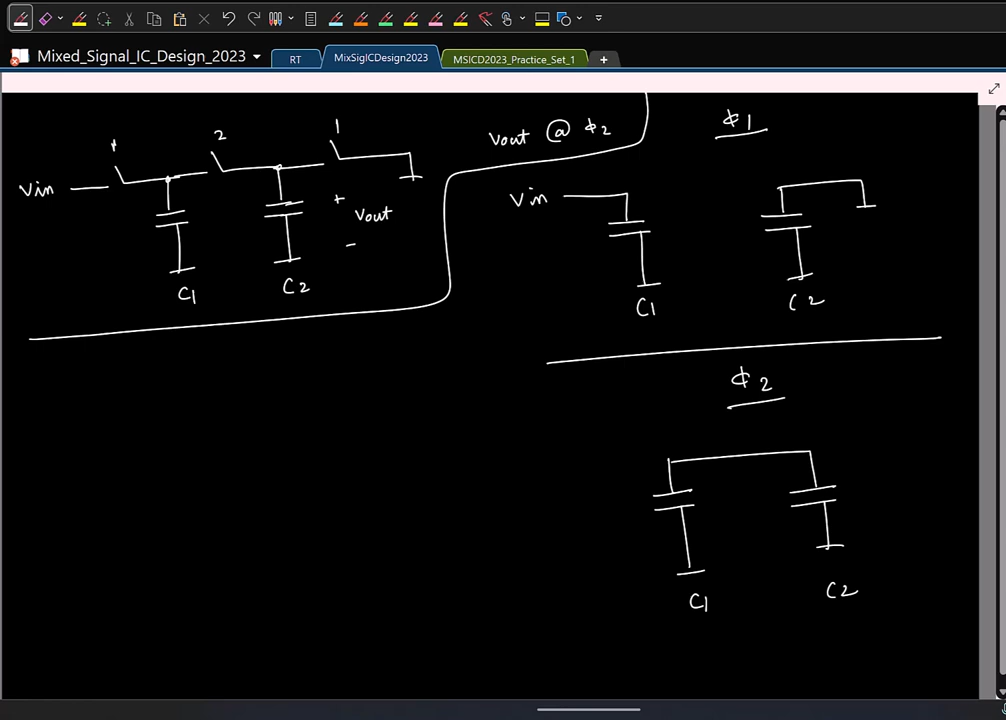 Mixed_Signal_IC_Design_2023
RT
MixSigICDesign2023
MSICD2023_Practice_Set_1
+
1
2
1
Vin
+
Vout
-
C1
C2
Vout @ ϕ2
ϕ1
Vin
C1
C2
ϕ2
C1
C2